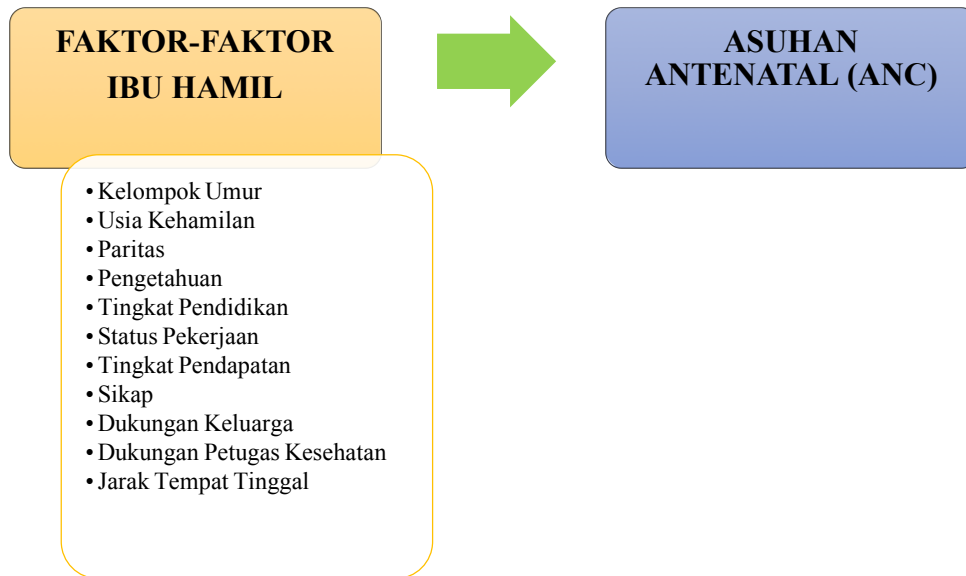 FAKTOR-FAKTOR
IBU HAMIL
ASUHAN
ANTENATAL (ANC)
• Kelompok Umur
• Usia Kehamilan
• Paritas
• Pengetahuan
• Tingkat Pendidikan
• Status Pekerjaan
• Tingkat Pendapatan
• Sikap
• Dukungan Keluarga
• Dukungan Petugas Kesehatan
• Jarak Tempat Tinggal